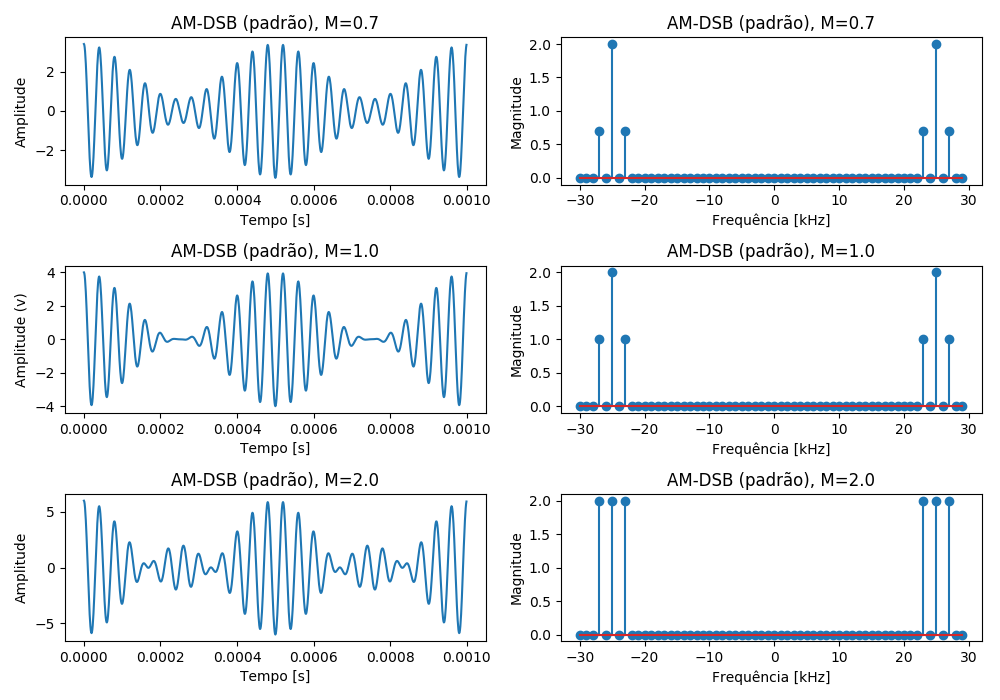 AM-DSB (padrão), M=0.7
Amplitude
2
0
−2
0.0000 0.0002 0.0004 0.0006 0.0008 0.0010
Tempo [s]
AM-DSB (padrão), M=0.7
Magnitude
2.0
1.5
1.0
0.5
0.0
−30 −20 −10 0 10 20 30
Frequência [kHz]
AM-DSB (padrão), M=1.0
Amplitude (v)
4
2
0
−2
−4
0.0000 0.0002 0.0004 0.0006 0.0008 0.0010
Tempo [s]
AM-DSB (padrão), M=1.0
Magnitude
2.0
1.5
1.0
0.5
0.0
−30 −20 −10 0 10 20 30
Frequência [kHz]
AM-DSB (padrão), M=2.0
Amplitude
5
0
−5
0.0000 0.0002 0.0004 0.0006 0.0008 0.0010
Tempo [s]
AM-DSB (padrão), M=2.0
Magnitude
2.0
1.5
1.0
0.5
0.0
−30 −20 −10 0 10 20 30
Frequência [kHz]